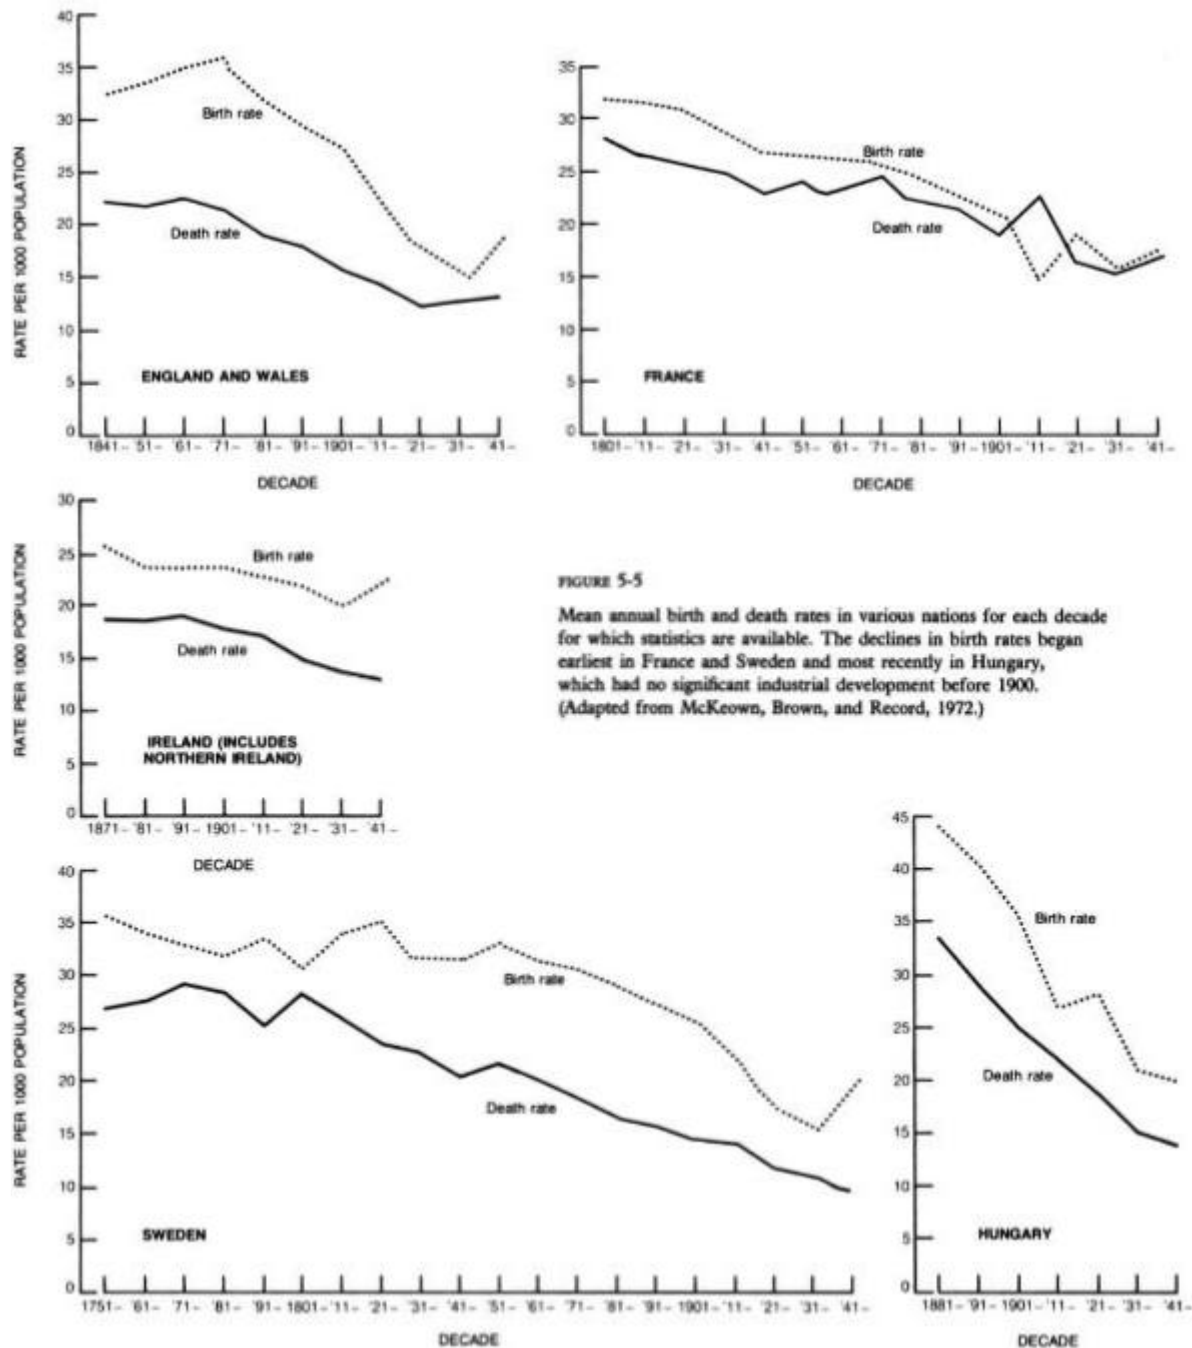 40
35
30
25
20
15
10
5
0
RATE PER 1000 POPULATION
Birth rate
Death rate
ENGLAND AND WALES
1841– '51– '61– '71– '81– '91– 1901– '11– '21– '31– '41–
DECADE
35
30
25
20
15
10
5
0
Birth rate
Death rate
FRANCE
1801– '11– '21– '31– '41– '51– '61– '71– '81– '91– 1901– '11– '21– '31– '41–
DECADE
30
25
20
15
10
5
0
RATE PER 1000 POPULATION
Birth rate
Death rate
IRELAND (INCLUDES
NORTHERN IRELAND)
1871– '81– '91– 1901– '11– '21– '31– '41–
DECADE
FIGURE 5-5
Mean annual birth and death rates in various nations for each decade
for which statistics are available. The declines in birth rates began
earliest in France and Sweden and most recently in Hungary,
which had no significant industrial development before 1900.
(Adapted from McKeown, Brown, and Record, 1972.)
40
35
30
25
20
15
10
5
0
RATE PER 1000 POPULATION
Birth rate
Death rate
SWEDEN
1751– '61– '71– '81– '91– 1801– '11– '21– '31– '41– '51– '61– '71– '81– '91– 1901– '11– '21– '31– '41–
DECADE
45
40
35
30
25
20
15
10
5
0
Birth rate
Death rate
HUNGARY
1881– '91– 1901– '11– '21– '31– '41–
DECADE